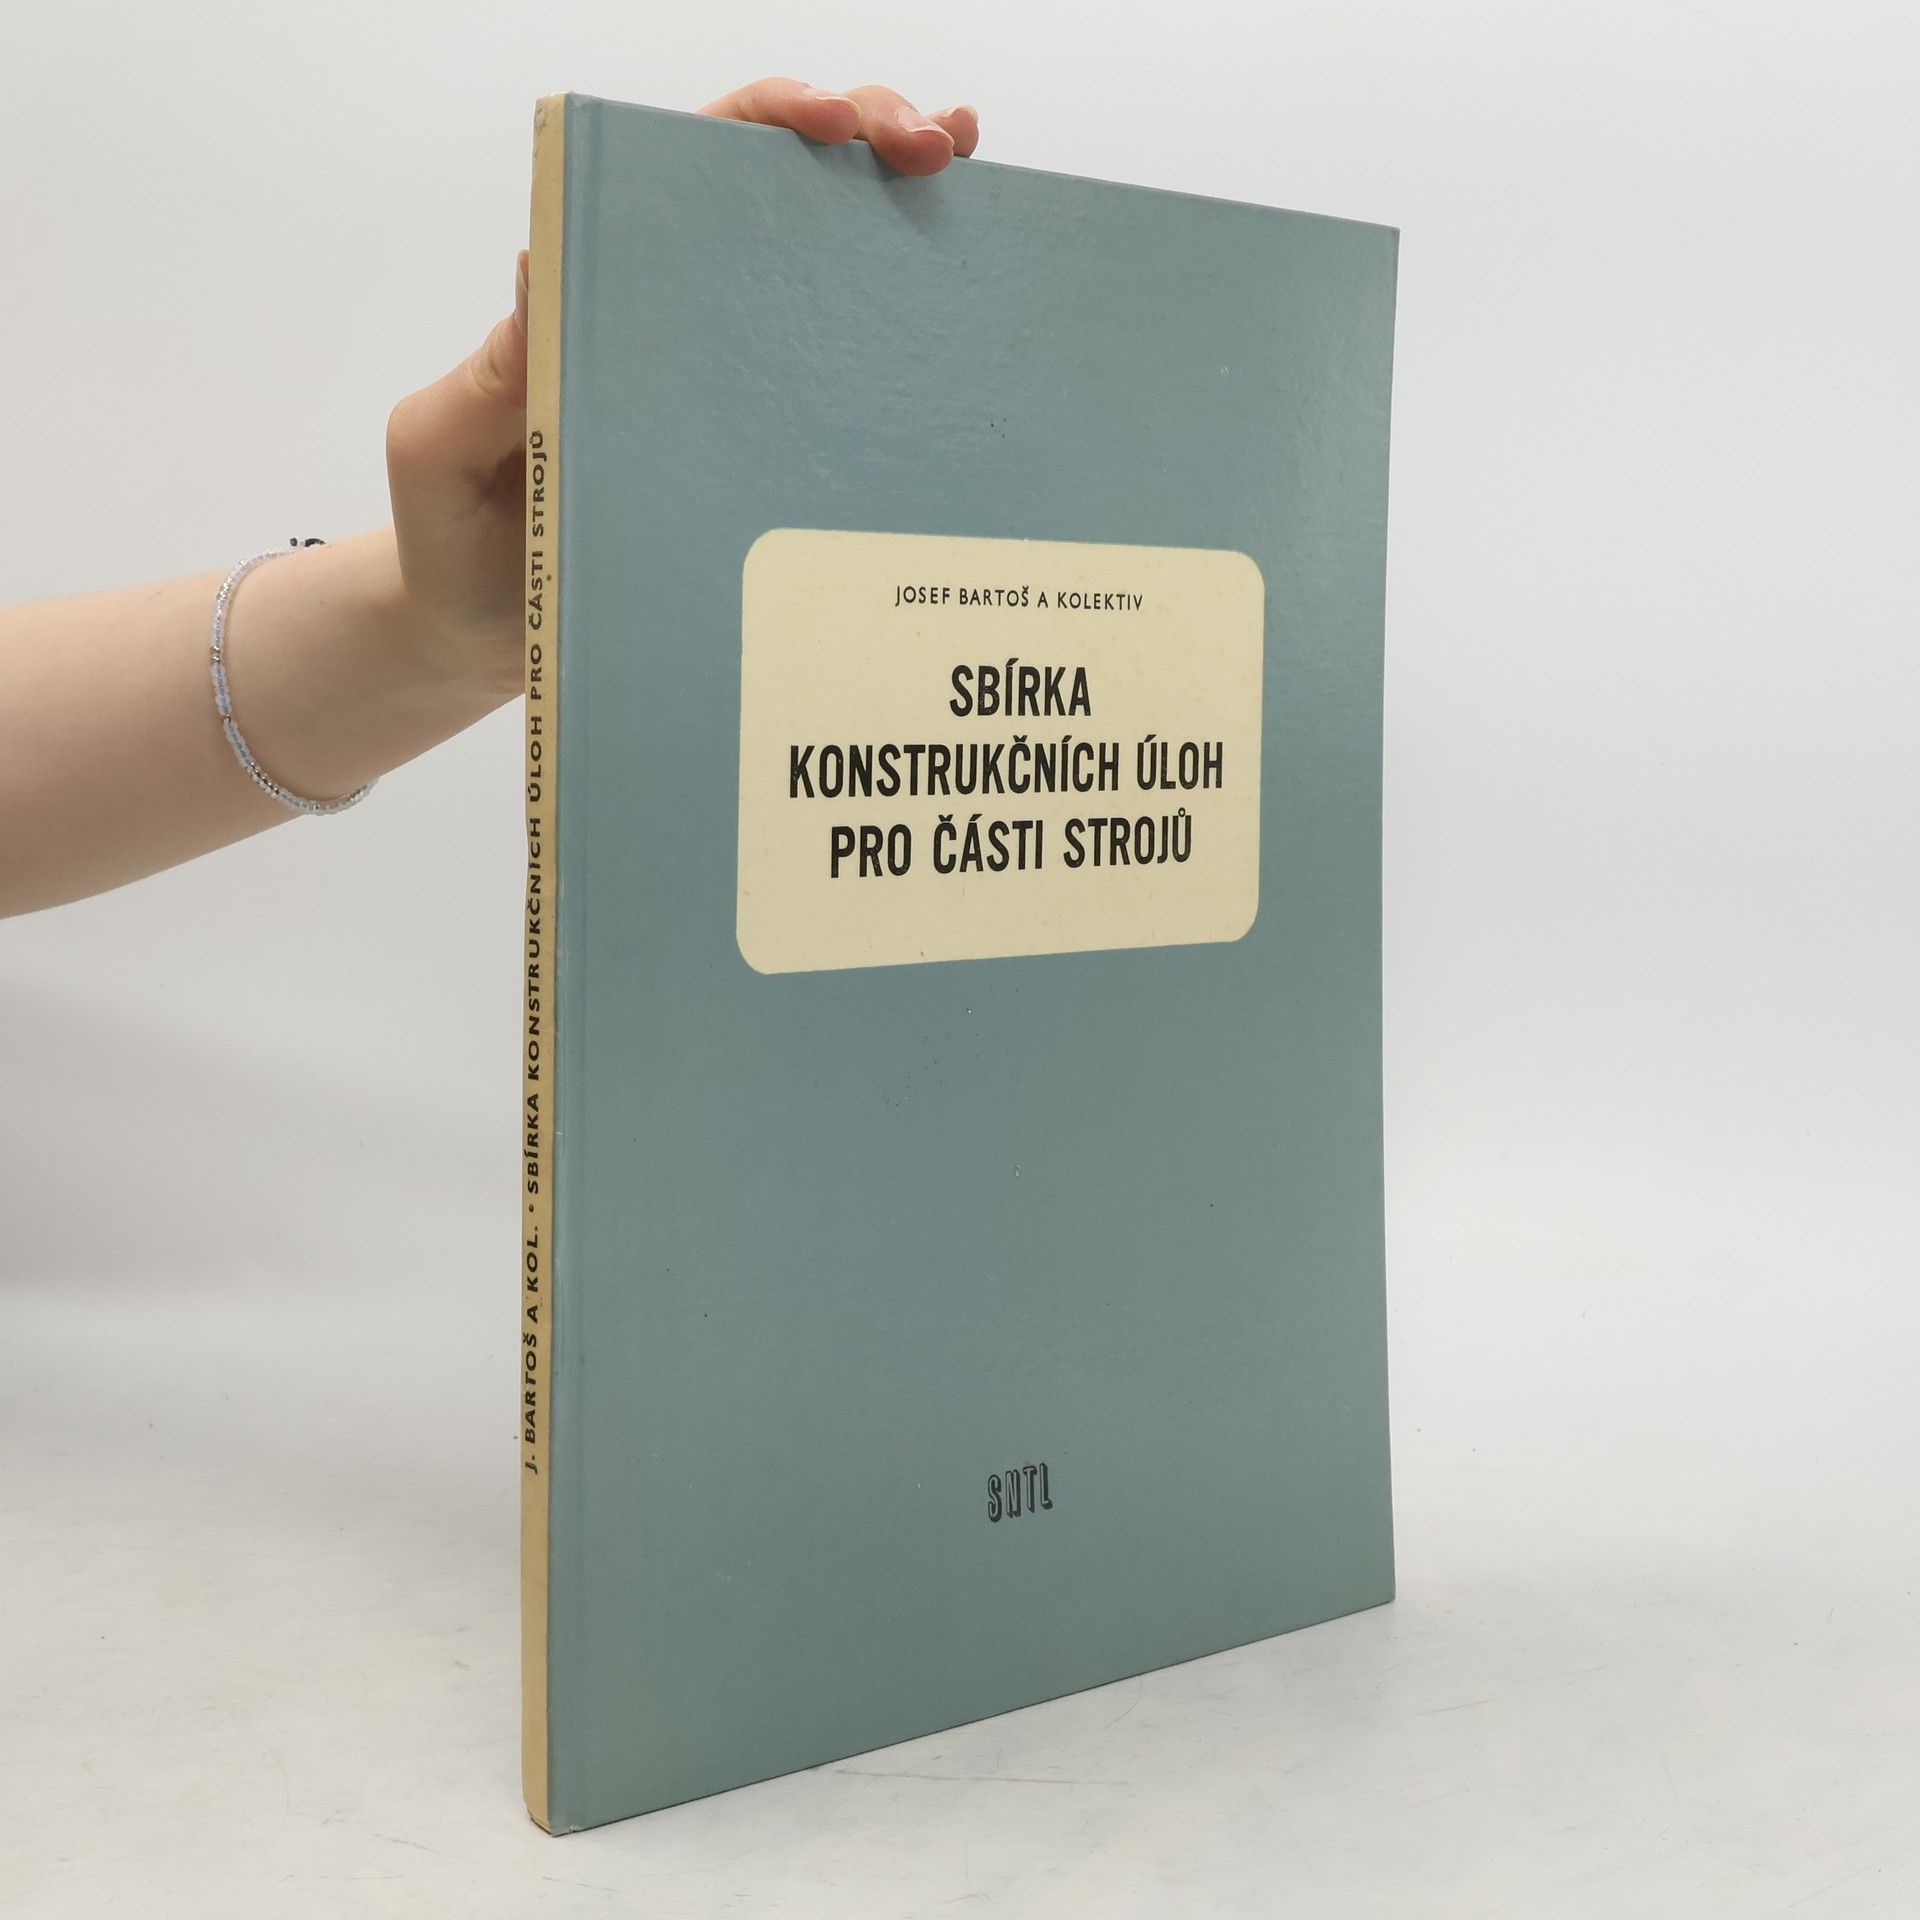 JOSEF BARTOŠ A KOLEKTIV
SBÍRKA
KONSTRUKČNÍCH ÚLOH
PRO ČÁSTI STROJŮ
SNTL
J. BARTOŠ A KOL. • SBÍRKA KONSTRUKČNÍCH ÚLOH PRO ČÁSTI STROJŮ